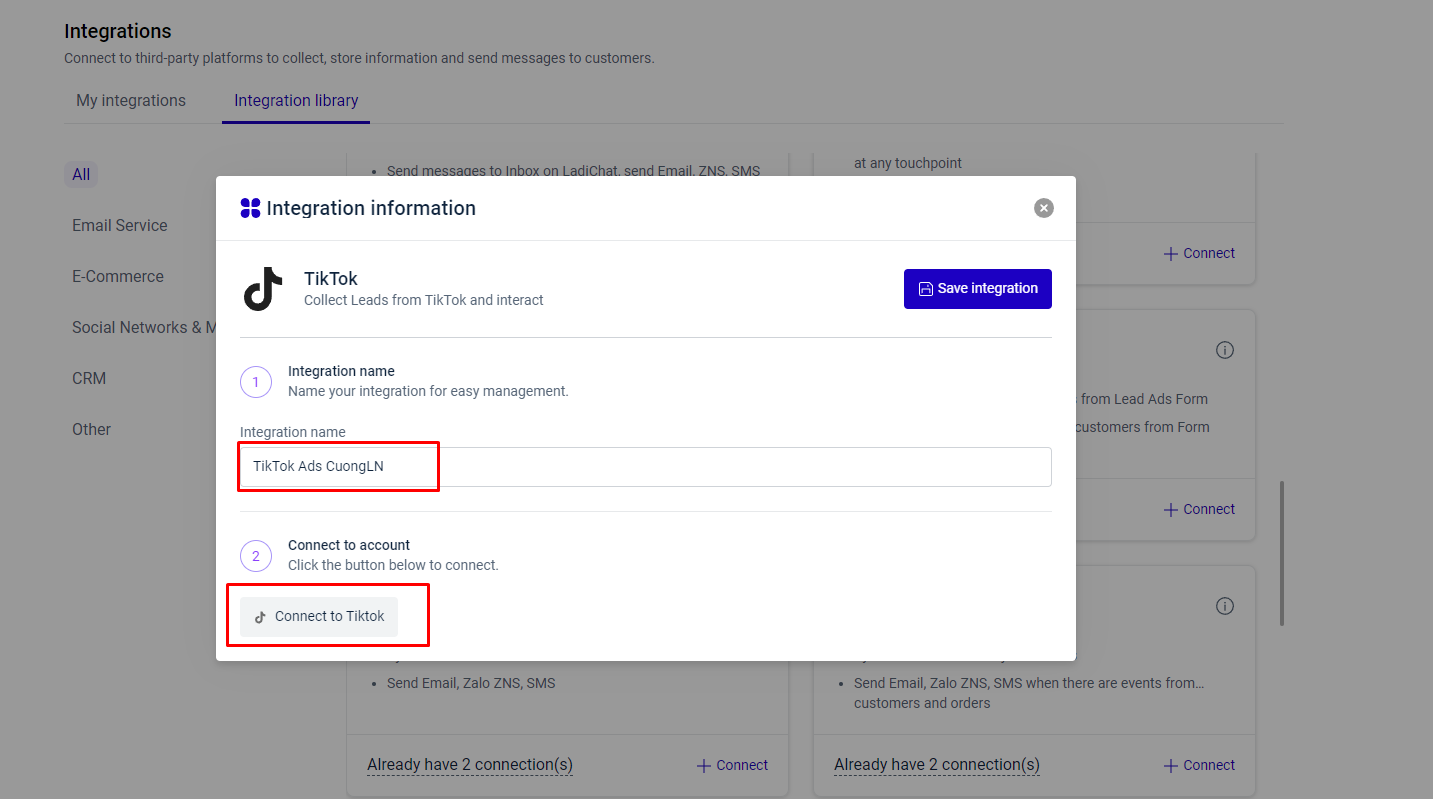 Integrations
Connect to third-party platforms to collect, store information and send messages to customers.
My integrations
Integration library
All
Email Service
E-Commerce
Social Networks & M
CRM
Other
Send messages to Inbox on LadiChat, send Email, ZNS, SMS
at any touchpoint
Connect
Integration information
TikTok
Collect Leads from TikTok and interact
Save integration
1
Integration name
Name your integration for easy management.
Integration name
TikTok Ads CuongLN
2
Connect to account
Click the button below to connect.
Connect to Tiktok
from Lead Ads Form
customers from Form
Connect
Send Email, Zalo ZNS, SMS
Already have 2 connection(s)
Connect
Send Email, Zalo ZNS, SMS when there are events from...
customers and orders
Already have 2 connection(s)
Connect